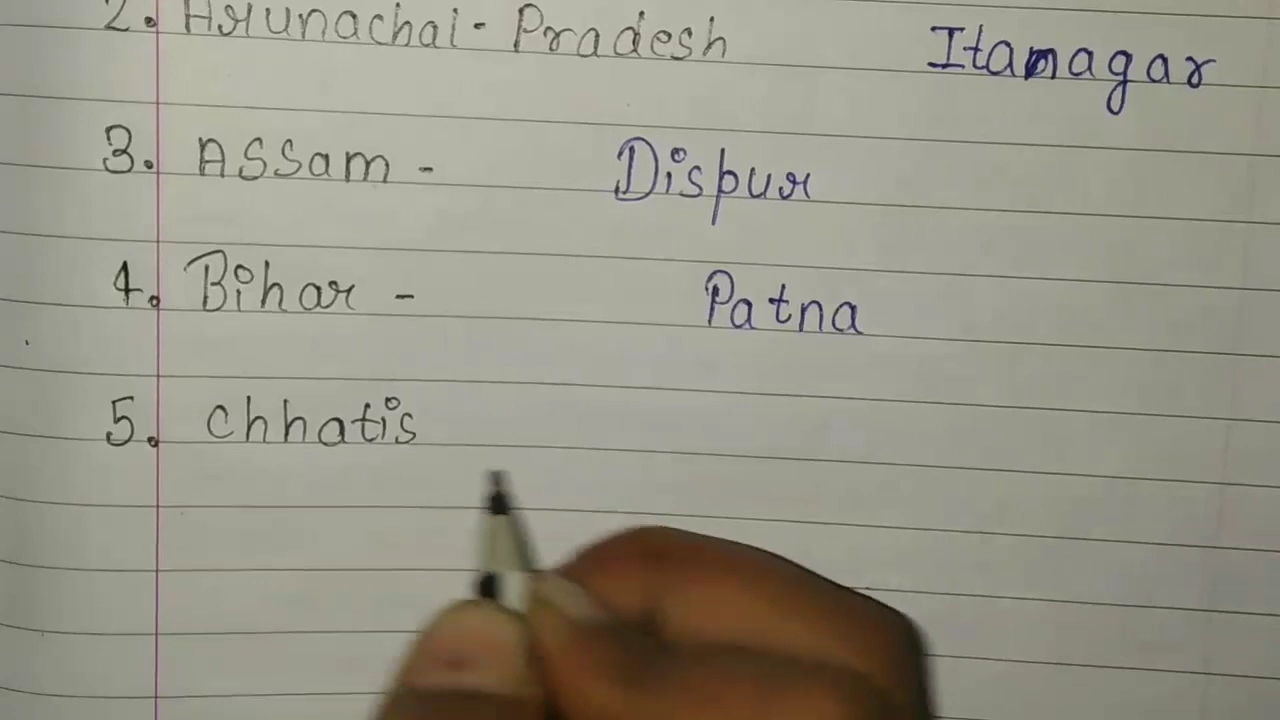 2. Arunachal - Pradesh Itanagar
3. Assam - Dispur
4. Bihar - Patna
5. Chhatis